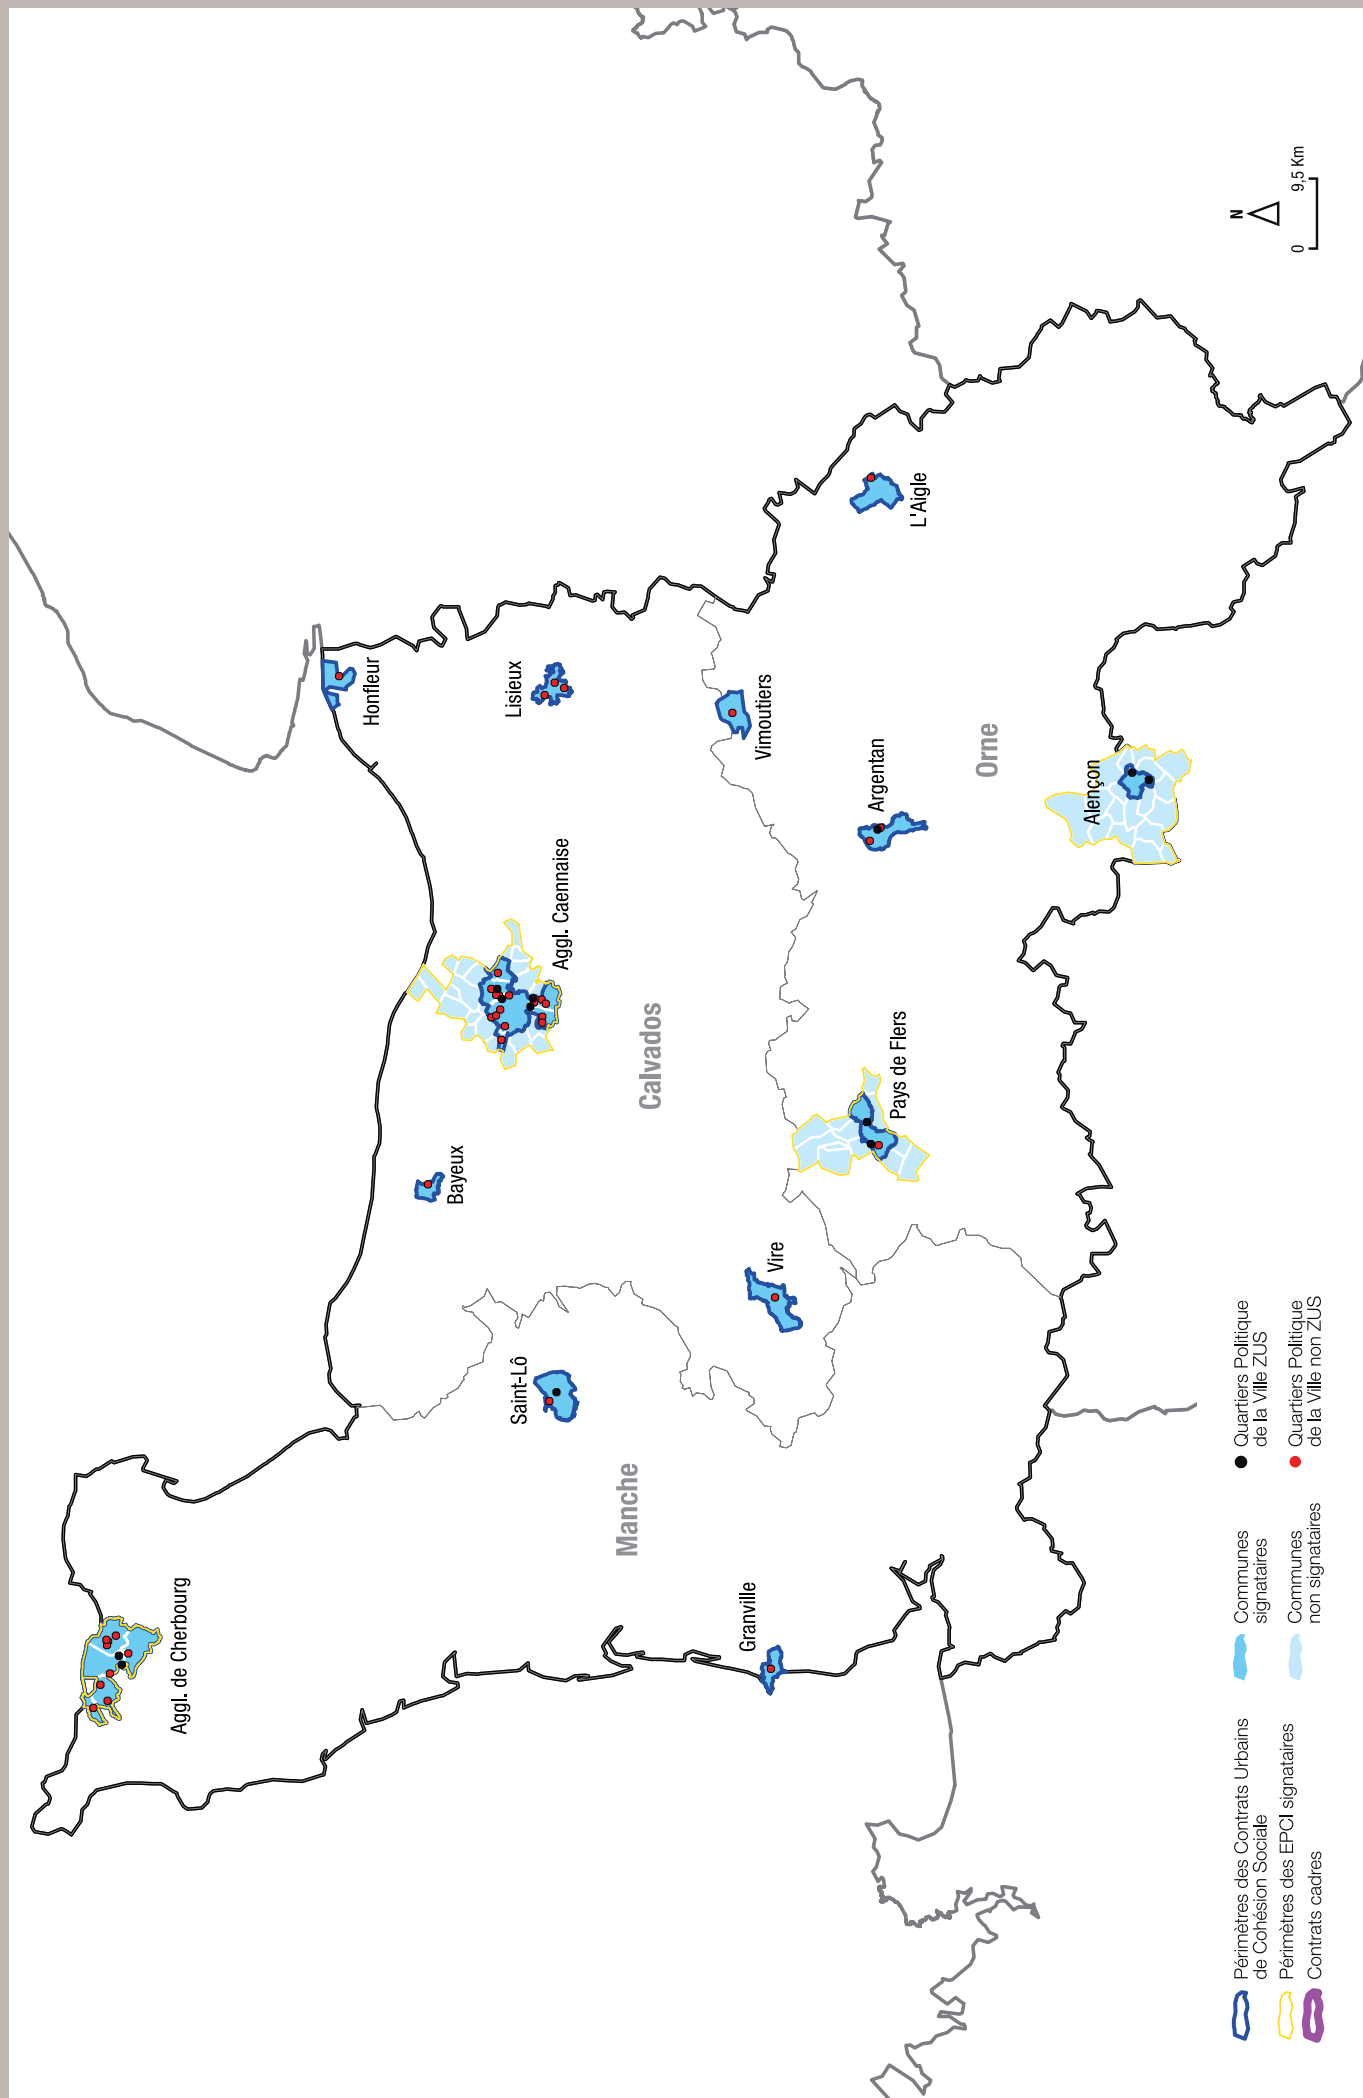 Aggl. de Cherbourg
Honfleur
Bayeux
Lisieux
Saint-Lô
Aggl. Caennaise
Manche
Calvados
Vimoutiers
Granville
Vire
Argentan
Pays de Flers
L'Aigle
Orne
Alençon
Périmètres des Contrats Urbains
de Cohésion Sociale
Périmètres des EPCI signataires
Contrats cadres
Communes
signataires
Communes
non signataires
Quartiers Politique
de la Ville ZUS
Quartiers Politique
de la Ville non ZUS
N
0 9,5 Km